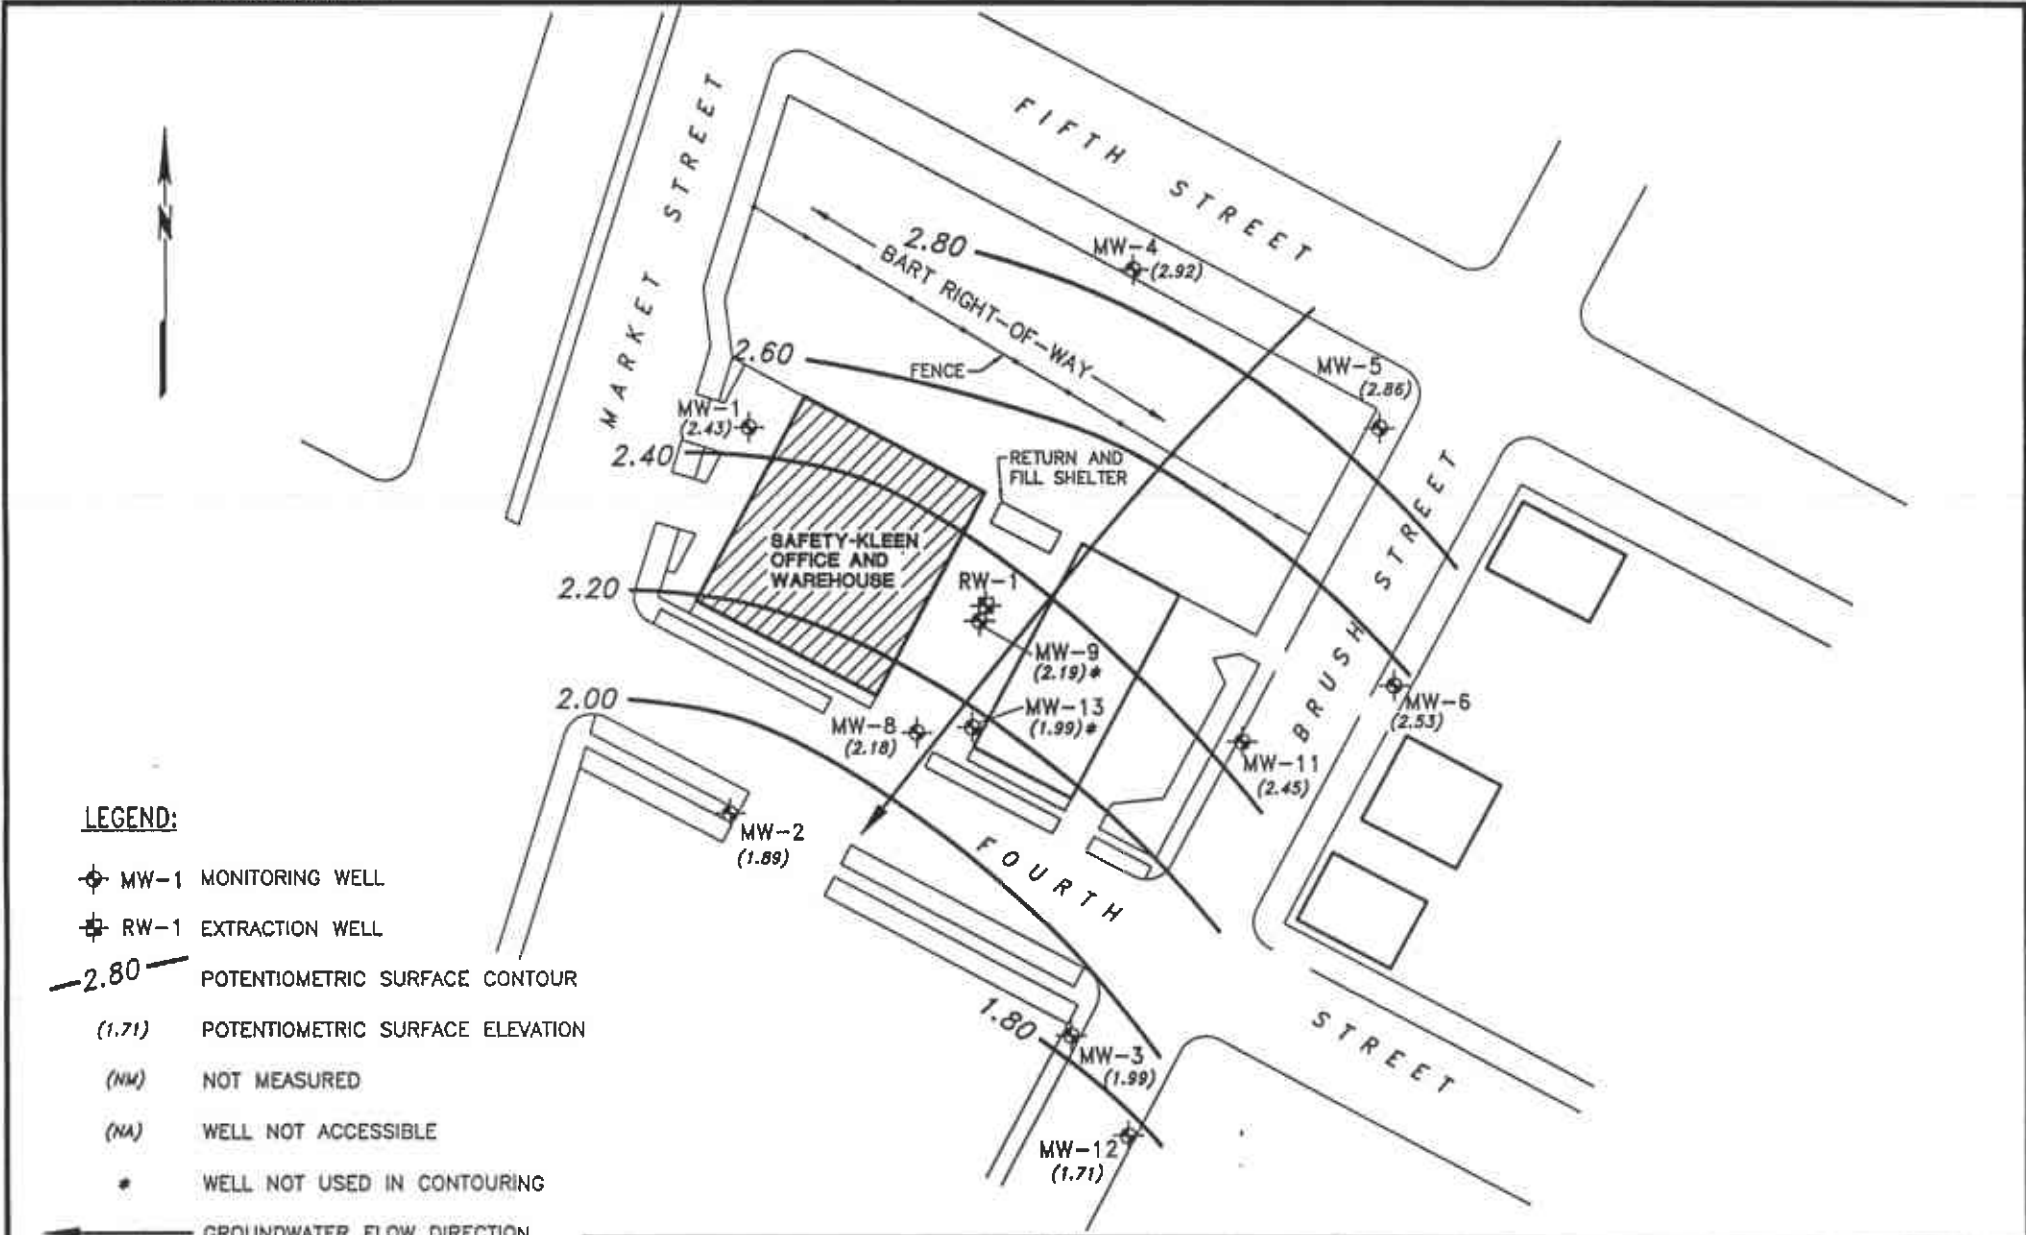 FIFTH STREET
MARKET STREET
N
2.80
MW-4
(2.92)
BART RIGHT-OF-WAY
2.60
FENCE
MW-5
(2.86)
MW-1
(2.43)
2.40
RETURN AND
FILL SHELTER
SAFETY-KLEEN
OFFICE AND
WAREHOUSE
2.20
RW-1
MW-9
(2.19)*
BRUSH STREET
2.00
MW-8
(2.18)
MW-13
(1.99)*
MW-6
(2.53)
MW-11
(2.45)
MW-2
(1.89)
FOURTH STREET
1.80
MW-3
(1.99)
MW-12
(1.71)
LEGEND:
MW-1 MONITORING WELL
RW-1 EXTRACTION WELL
2.80 POTENTIOMETRIC SURFACE CONTOUR
(1.71) POTENTIOMETRIC SURFACE ELEVATION
(NM) NOT MEASURED
(NA) WELL NOT ACCESSIBLE
* WELL NOT USED IN CONTOURING
GROUNDWATER FLOW DIRECTION